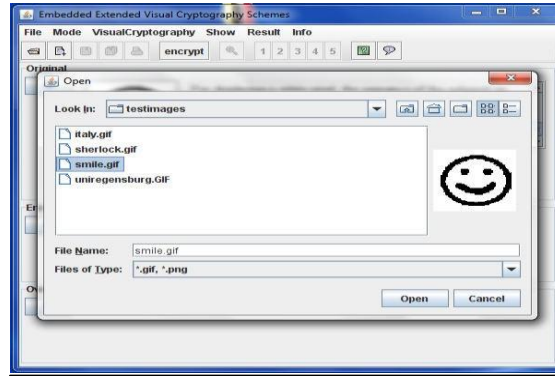 Embedded Extended Visual Cryptography Schemes
File Mode VisualCryptography Show Result Info
encrypt 1 2 3 4 5
Original
Open
Look In: testimages
italy.gif
sherlock.gif
smile.gif
uniregensburg.GIF
File Name: smile.gif
Files of Type: *.gif, *.png
Open Cancel